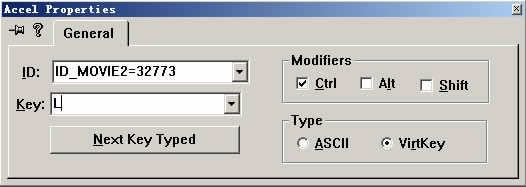 Accel Properties
General
ID: ID_MOVIE2=32773
Key: L
Next Key Typed
Modifiers
Ctrl Alt Shift
Type
ASCII VirtKey